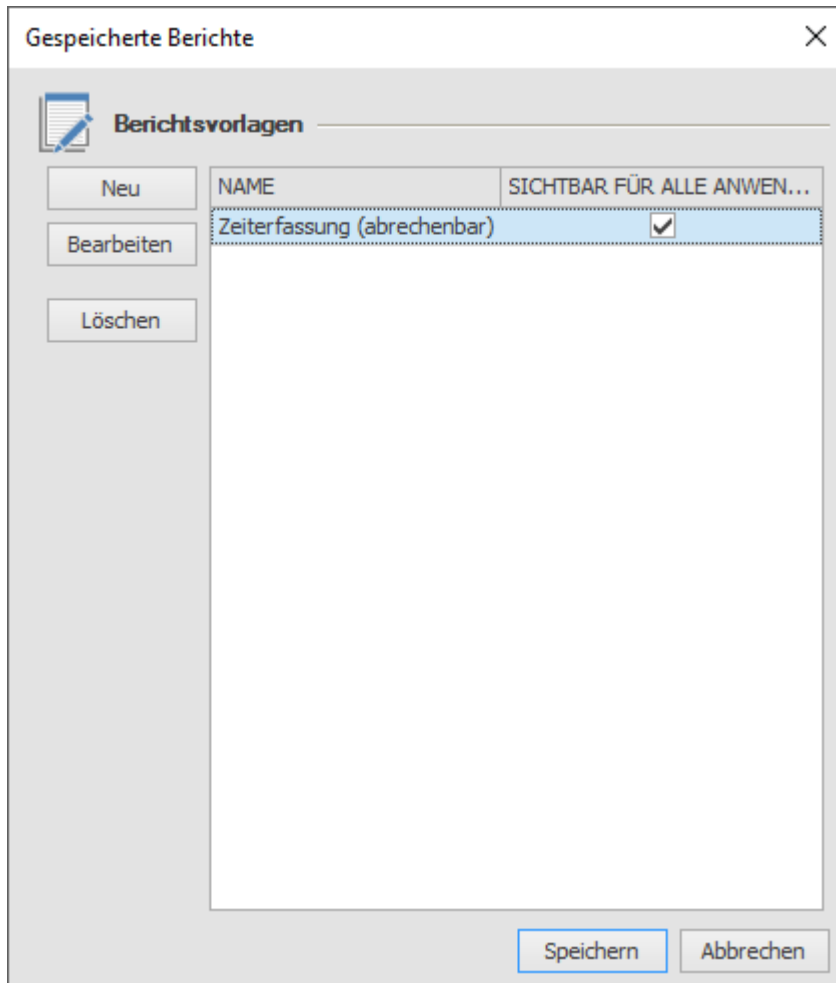 Gespeicherte Berichte
Berichtsvorlagen
Neu
Bearbeiten
Löschen
NAME SICHTBAR FÜR ALLE ANWEN...
Zeiterfassung (abrechenbar)
Speichern Abbrechen